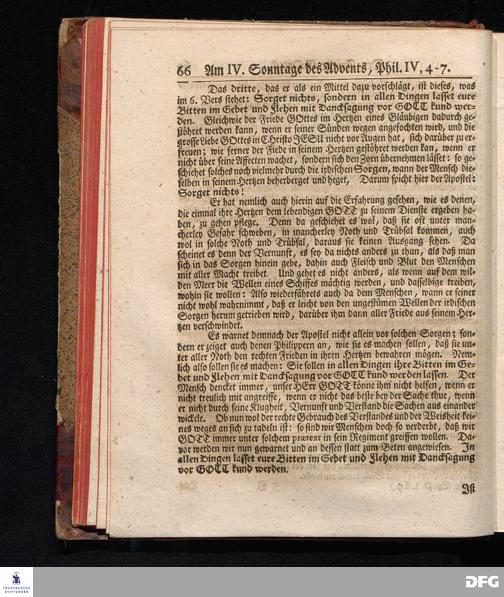 66 Am IV. Sonntage des Advents, Phil. IV, 4-7.
Das dritte, das er als ein Mittel dazu vorschlägt, ist dieses, was
im 6. Vers stehet: Sorget nichts, sondern in allen Dingen lasset eure
Bitten im Gebet und Flehen mit Dancksagung vor GOTT kund wer-
den. Gleichwie der Friede GOttes im Hertzen eines Gläubigen dadurch ge-
stöhret werden kann, wenn er seiner Sünden wegen angefochten wird, und die
grosse Liebe GOttes in Christo JESU nicht vor Augen hat, sich darüber zu er-
freuen; wie ferner der Fiede in seinem Hertzen gestöhret werden kan, wenn er
nicht über seine Affecten wachet, sondern sich den Zorn übernehmen lässet: so ge-
schiehet solches noch vielmehr durch die irdischen Sorgen, wann der Mensch die-
selben in seinem Hertzen beherberget und heget, Darum spicht hier der Apostel:
Sorget nichts!
Er hat nemlich auch hierin auf die Erfahrung gesehen, wie es denen,
die einmal ihre Hertzen dem lebendigen GOTT zu seinem Dienste ergeben ha-
ben, zu gehen pflege. Denn da geschiehet es wol, daß sie oft unter man-
cherley Gefahr schweben, in mancherley Noth und Trübsal kommen, auch
wol in solche Noth und Trübsal, daraus sie keinen Ausgang sehen. Da
scheinet es denn der Vernunft, es sey da nichts anders zu thun, als daß man
sich in das Sorgen hinein gebe, dahin auch Fleisch und Blut den Menschen
mit aller Macht treibet. Und gehet es nicht anders, als wenn auf dem wil-
den Meer die Wellen eines Schiffes mächtig werden, und dasselbige treiben,
wohin sie wollen: Also wiederfährets auch da dem Menschen, wann er seiner
nicht wohl wahrnimmt, daß er leicht von den ungestümen Wellen der irdischen
Sorgen herum getrieben wird, darüber ihm dann aller Friede aus seinem Her-
tzen verschwindet.
Es warnet demnach der Apostel nicht allein vor solchen Sorgen; son-
dern er zeiget auch denen Philippern an, wie sie es machen sollen, daß sie un-
ter aller Noth den rechten Frieden in ihren Hertzen bewahren mögen. Nem-
lich also sollen sie es machen: Sie sollen in allen Dingen ihre Bitten im Ge-
bet und Flehen mit Dancksagung vor GOTT kund werden lassen. Der
Mensch dencket immer, unser HErr GOTT könne ihm nicht helfen, wenn er
nicht treulich mit angreiffe, wenn er nicht das beste bey der Sache thue, wenn
er nicht durch seine Klugheit, Vernunft und Verstand die Sachen aus einander
wickele. Ob nun wol der rechte Gebrauch des Verstandes und der Weisheit kei-
nes weges an sich zu tadeln ist: so sind wir Menschen doch so verderbt, daß wir
GOTT immer unter solchem prætext in sein Regiment greiffen wollen. Da-
vor werden wir nun gewarnet und an dessen statt zum Beten angewiesen. In
allen Dingen lasset eure Bitten im Gebet und Flehen mit Dancksagung
vor GOTT kund werden.
Ist
FRANCKESCHE
STIFTUNGEN
DFG